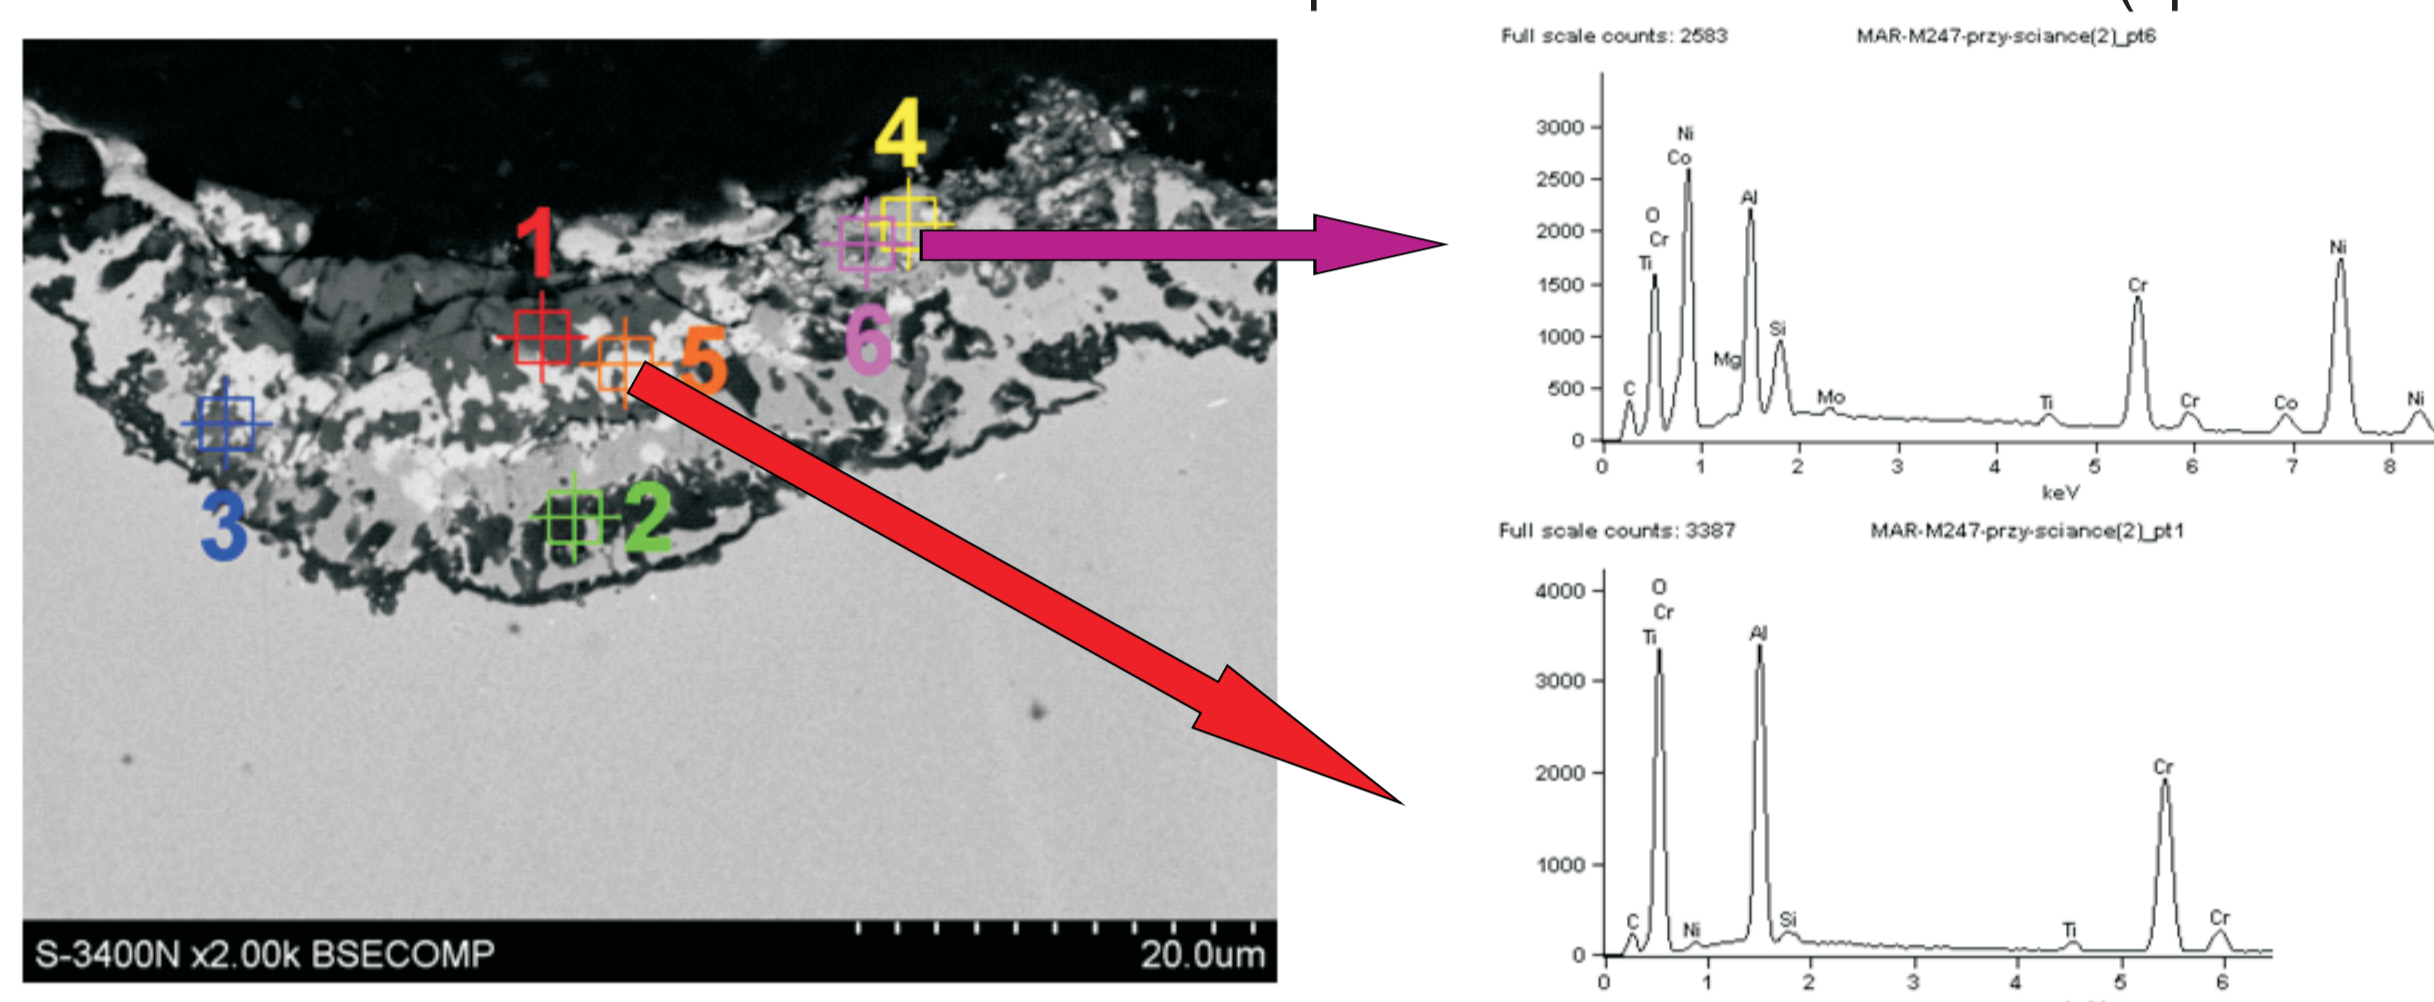 1
2
3
4
5
6
S-3400N x2.00k BSECOMP
20.0um
Full scale counts: 2583
MAR-M247-przy-sciance(2)_pt6
3000
2500
2000
1500
1000
500
0
C
Ti
O
Cr
Ni
Co
Mg
Al
Si
Mo
Ti
Cr
Cr
Co
Ni
Ni
0 1 2 3 4 5 6 7 8
keV
Full scale counts: 3387
MAR-M247-przy-sciance(2)_pt1
4000
3000
2000
1000
0
C
Ti
O
Cr
Ni
Al
Si
Ti
Cr
Cr
0 1 2 3 4 5 6